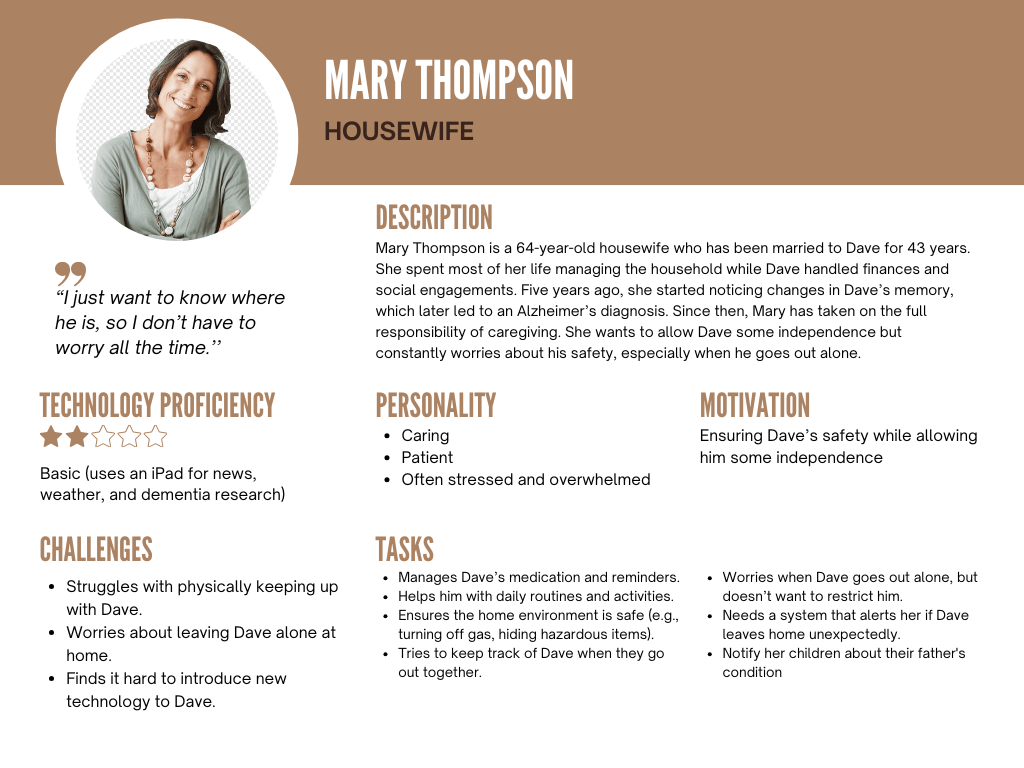 MARY THOMPSON
HOUSEWIFE
”
“I just want to know where
he is, so I don’t have to
worry all the time.’’
DESCRIPTION
Mary Thompson is a 64-year-old housewife who has been married to Dave for 43 years.
She spent most of her life managing the household while Dave handled finances and
social engagements. Five years ago, she started noticing changes in Dave’s memory,
which later led to an Alzheimer’s diagnosis. Since then, Mary has taken on the full
responsibility of caregiving. She wants to allow Dave some independence but
constantly worries about his safety, especially when he goes out alone.
TECHNOLOGY PROFICIENCY
Basic (uses an iPad for news,
weather, and dementia research)
PERSONALITY
• Caring
• Patient
• Often stressed and overwhelmed
MOTIVATION
Ensuring Dave’s safety while allowing
him some independence
CHALLENGES
• Struggles with physically keeping up
with Dave.
• Worries about leaving Dave alone at
home.
• Finds it hard to introduce new
technology to Dave.
TASKS
• Manages Dave’s medication and reminders.
• Helps him with daily routines and activities.
• Ensures the home environment is safe (e.g.,
turning off gas, hiding hazardous items).
• Tries to keep track of Dave when they go
out together.
• Worries when Dave goes out alone, but
doesn’t want to restrict him.
• Needs a system that alerts her if Dave
leaves home unexpectedly.
• Notify her children about their father's
condition